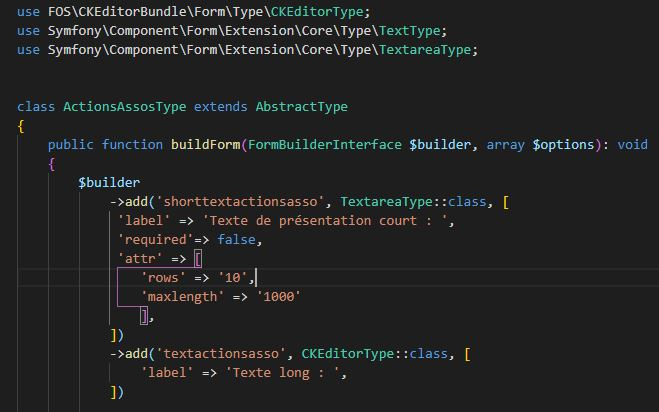 use FOS\CKEditorBundle\Form\Type\CKEditorType;
use Symfony\Component\Form\Extension\Core\Type\TextType;
use Symfony\Component\Form\Extension\Core\Type\TextareaType;
class ActionsAssosType extends AbstractType
{
public function buildForm(FormBuilderInterface $builder, array $options): void
{
$builder
->add('shorttextactionsasso', TextareaType::class, [
'label' => 'Texte de présentation court : ',
'required'=> false,
'attr' => [
'rows' => '10',
'maxlength' => '1000'
],
])
->add('textactionsasso', CKEditorType::class, [
'label' => 'Texte long : ',
])